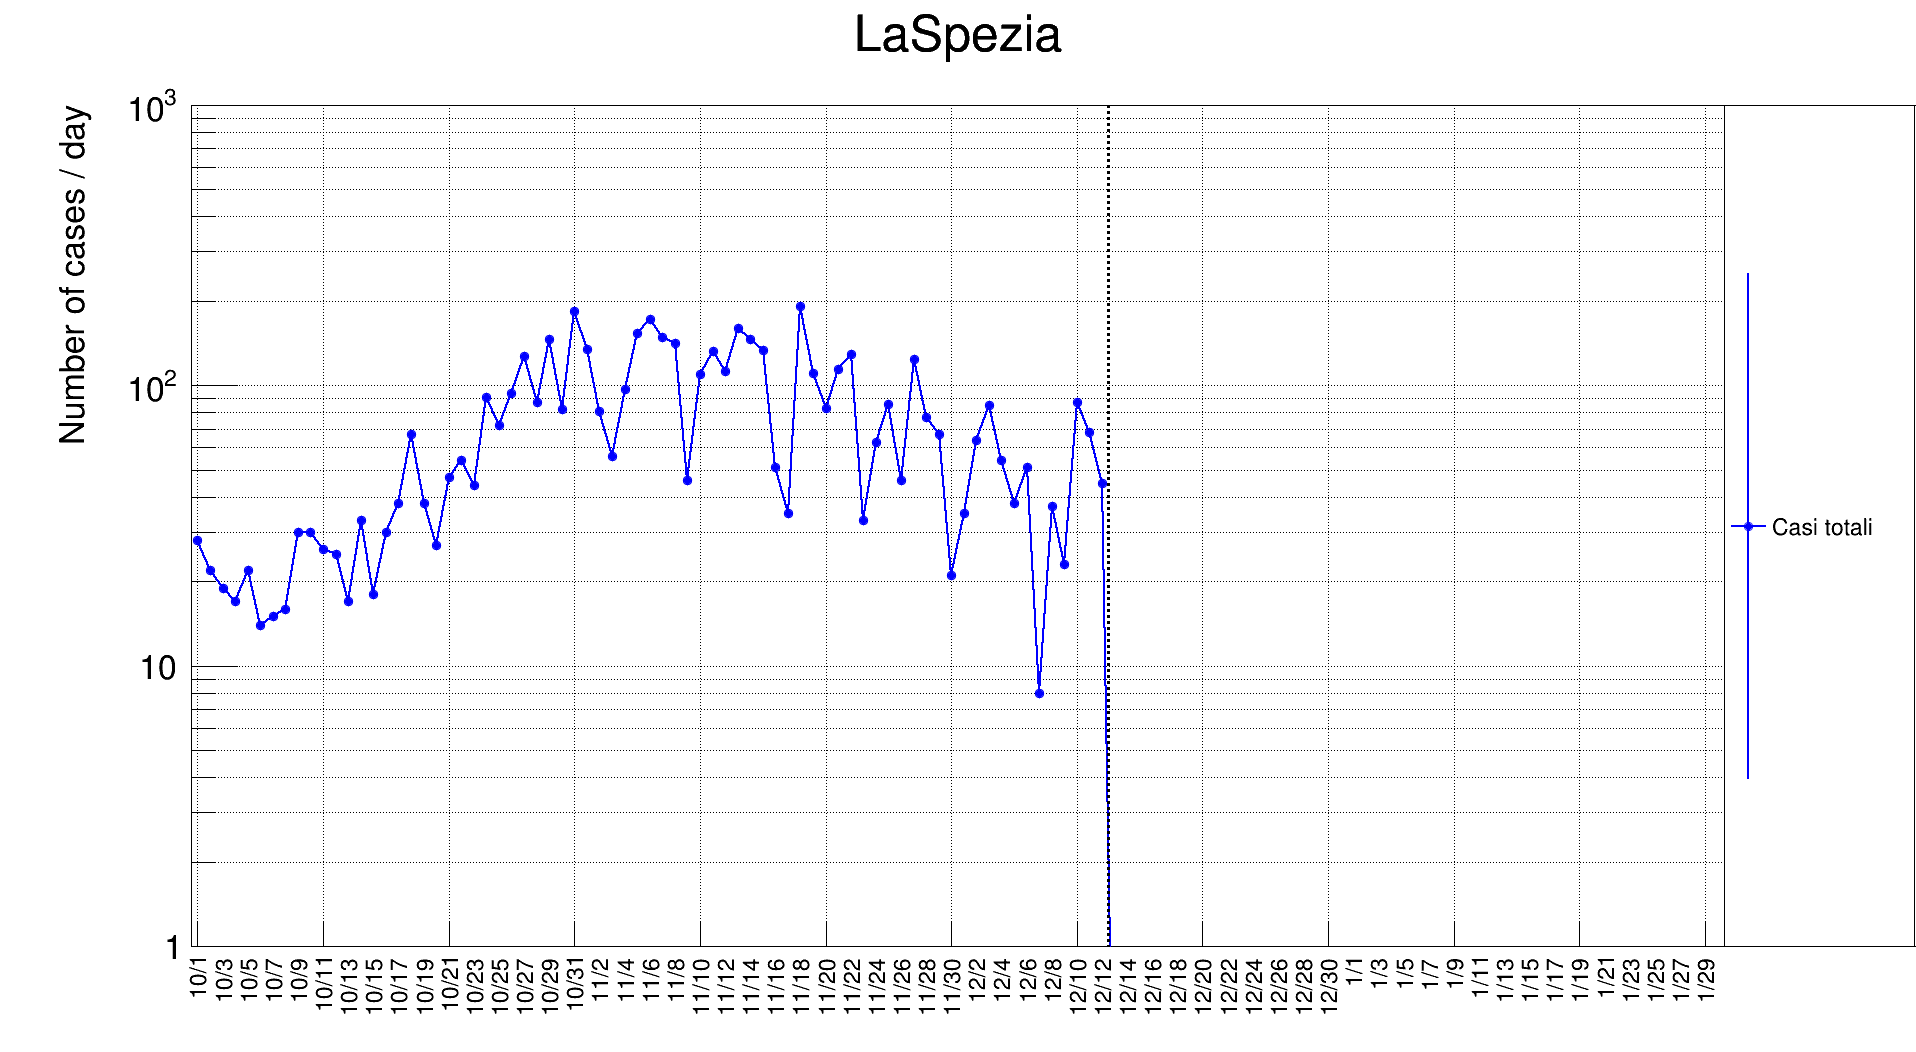 LaSpezia
Number of cases / day
10³
10²
10
1
10/1 10/3 10/5 10/7 10/9 10/11 10/13 10/15 10/17 10/19 10/21 10/23 10/25 10/27 10/29 10/31 11/2 11/4 11/6 11/8 11/10 11/12 11/14 11/16 11/18 11/20 11/22 11/24 11/26 11/28 11/30 12/2 12/4 12/6 12/8 12/10 12/12 12/14 12/16 12/18 12/20 12/22 12/24 12/26 12/28 12/30 1/1 1/3 1/5 1/7 1/9 1/11 1/13 1/15 1/17 1/19 1/21 1/23 1/25 1/27 1/29
Casi totali